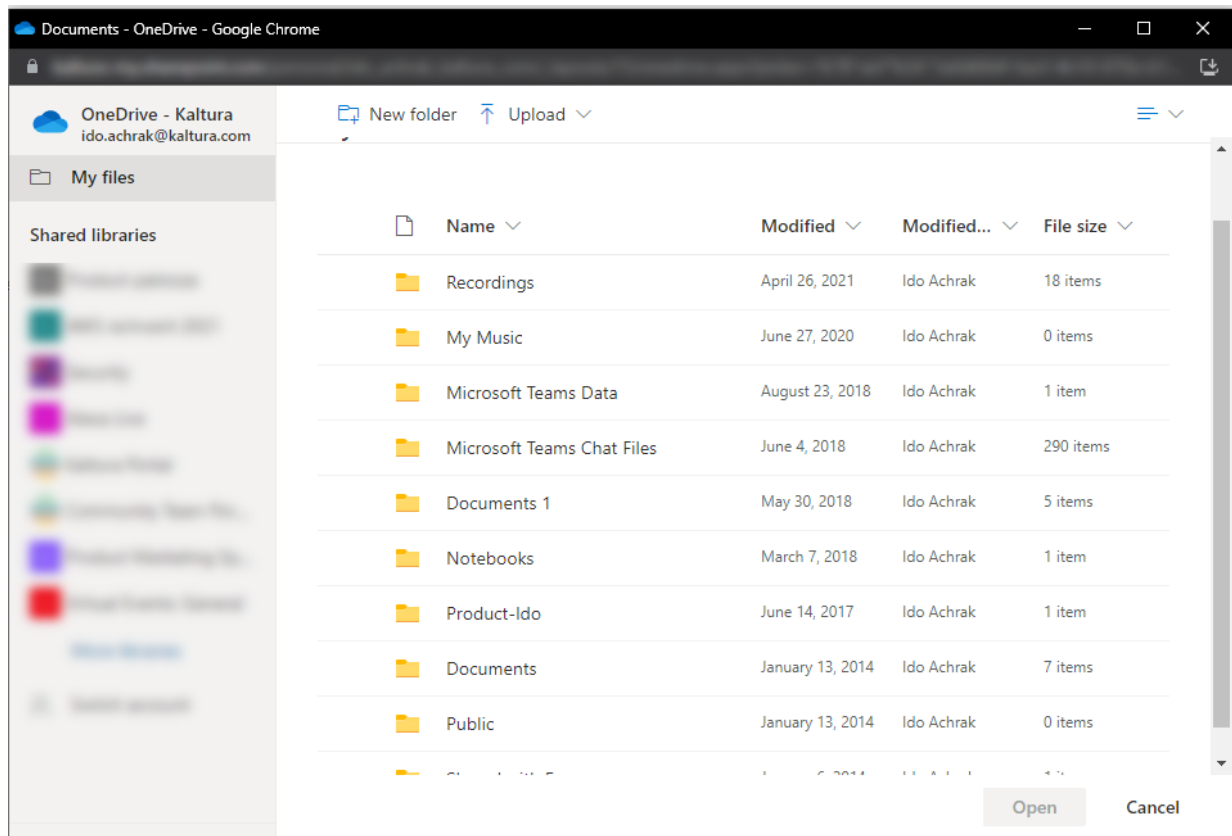 Documents - OneDrive - Google Chrome
OneDrive - Kaltura
ido.achrak@kaltura.com
New folder Upload
My files
Shared libraries
Name Modified Modified... File size
Recordings April 26, 2021 Ido Achrak 18 items
My Music June 27, 2020 Ido Achrak 0 items
Microsoft Teams Data August 23, 2018 Ido Achrak 1 item
Microsoft Teams Chat Files June 4, 2018 Ido Achrak 290 items
Documents 1 May 30, 2018 Ido Achrak 5 items
Notebooks March 7, 2018 Ido Achrak 1 item
Product-Ido June 14, 2017 Ido Achrak 1 item
Documents January 13, 2014 Ido Achrak 7 items
Public January 13, 2014 Ido Achrak 0 items
Open Cancel